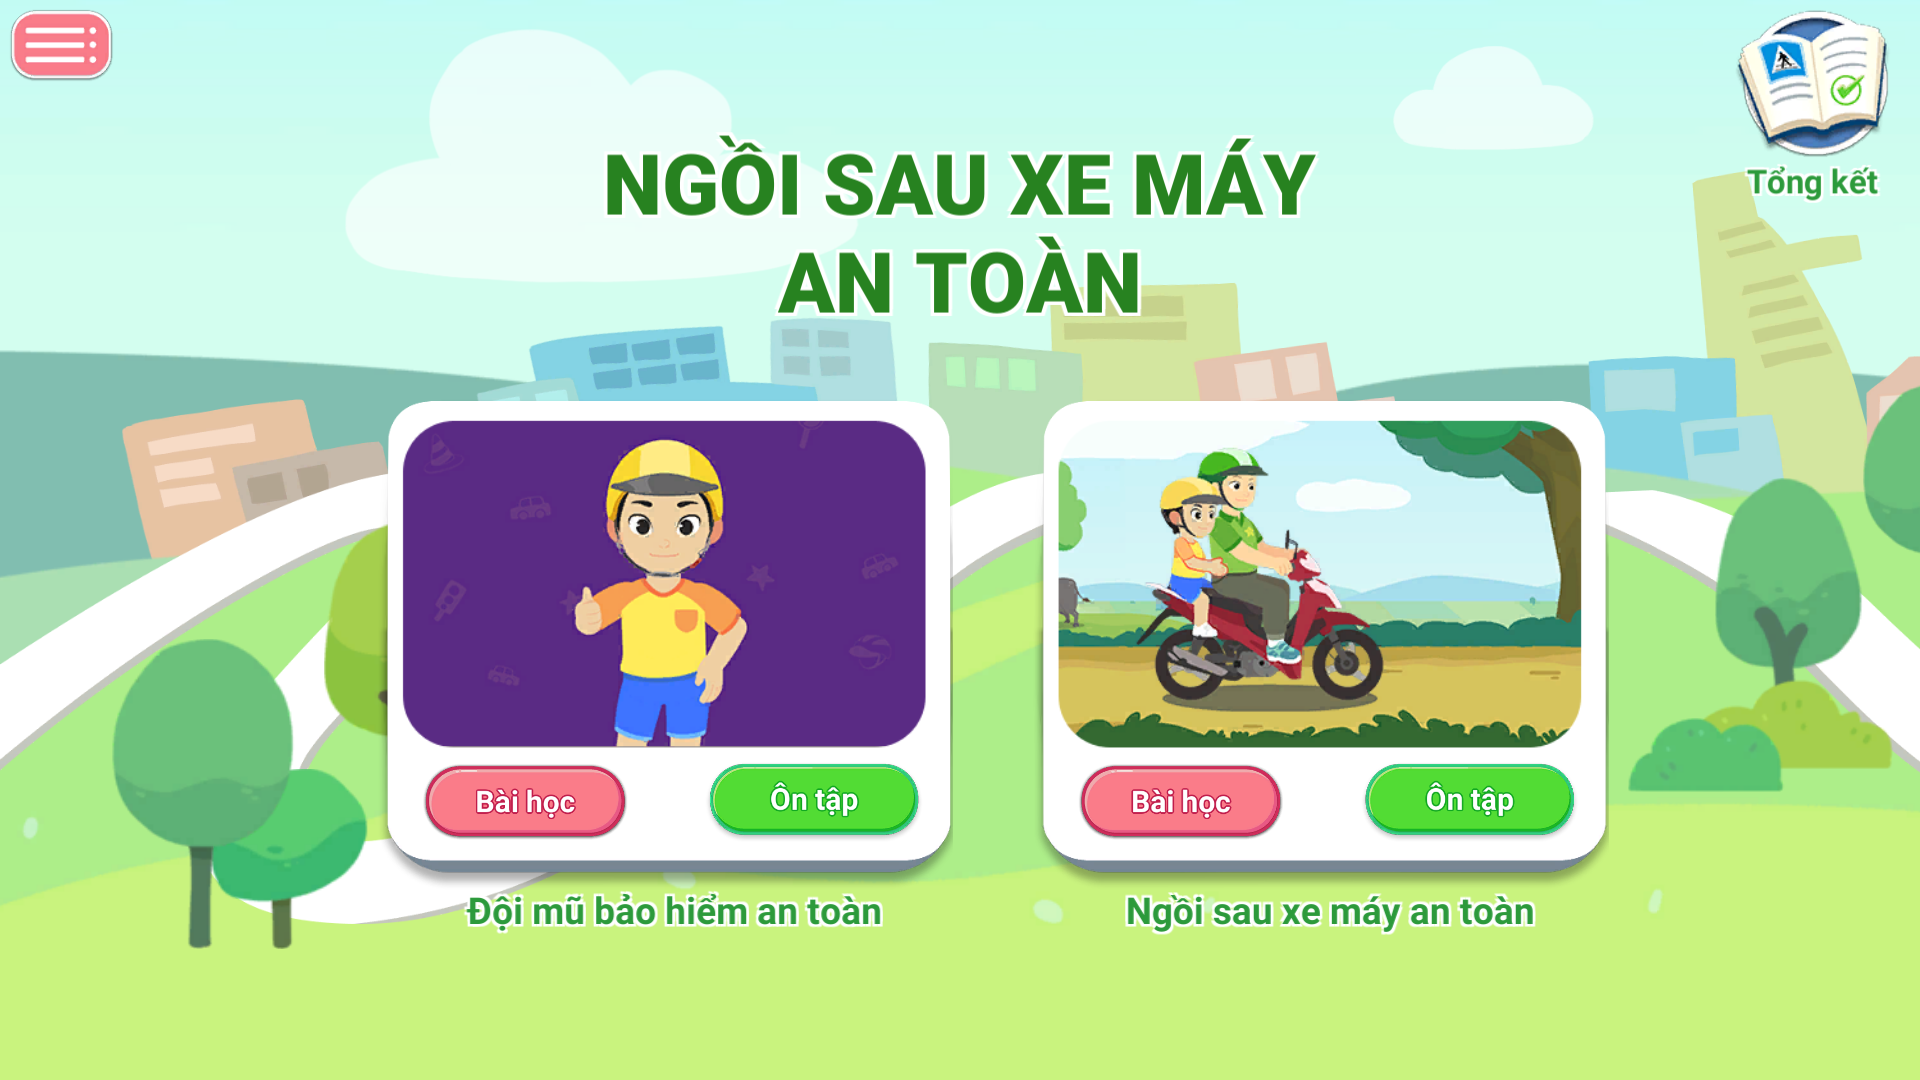 Tổng kết
NGỒI SAU XE MÁY
AN TOÀN
Bài học
Ôn tập
Bài học
Ôn tập
Đội mũ bảo hiểm an toàn
Ngồi sau xe máy an toàn